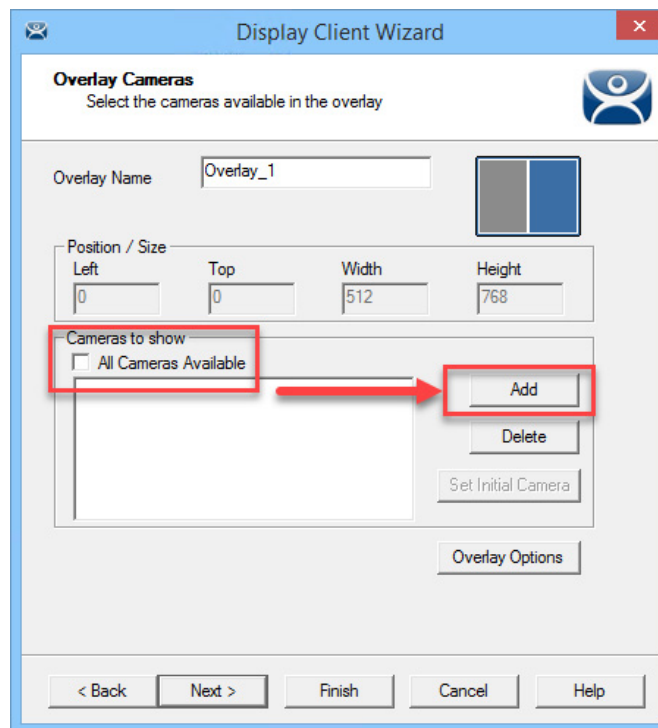 Display Client Wizard
Overlay Cameras
Select the cameras available in the overlay
Overlay Name
Overlay_1
Position / Size
Left Top Width Height
0 0 512 768
Cameras to show
All Cameras Available
Add
Delete
Set Initial Camera
Overlay Options
< Back Next > Finish Cancel Help